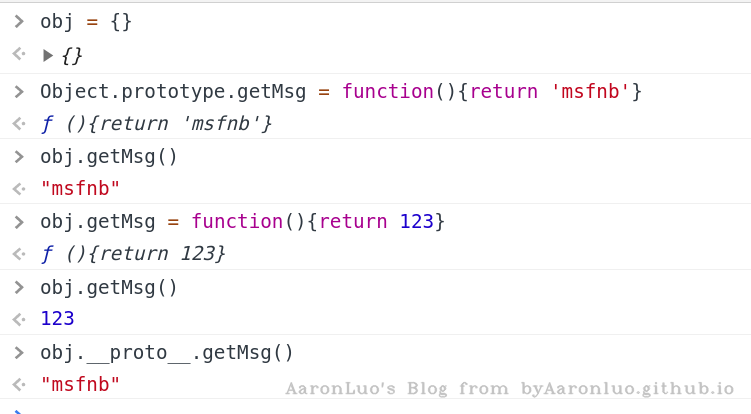 > obj = {}
<· ▶ {}
> Object.prototype.getMsg = function(){return 'msfnb'}
<· ƒ (){return 'msfnb'}
> obj.getMsg()
<· "msfnb"
> obj.getMsg = function(){return 123}
<· ƒ (){return 123}
> obj.getMsg()
<· 123
> obj.__proto__.getMsg()
<· "msfnb"
AaronLuo's Blog from byAaronluo.github.io